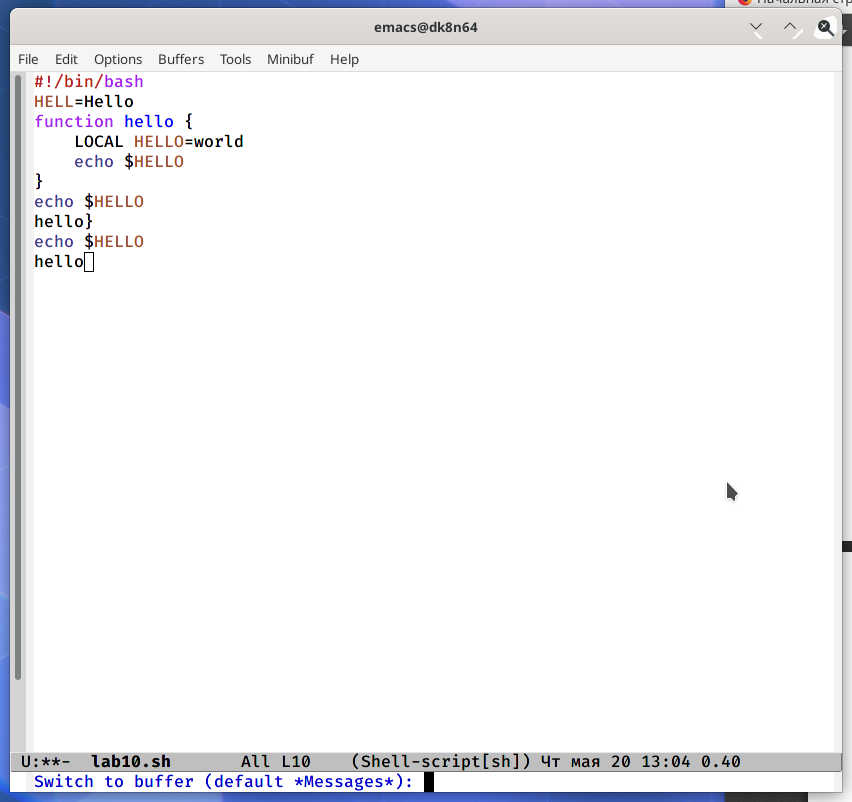 Начальная стр
emacs@dk8n64
File Edit Options Buffers Tools Minibuf Help
#!/bin/bash
HELL=Hello
function hello {
    LOCAL HELLO=world
    echo $HELLO
}
echo $HELLO
hello}
echo $HELLO
hello
U:**- lab10.sh All L10 (Shell-script[sh]) Чт мая 20 13:04 0.40
Switch to buffer (default *Messages*):